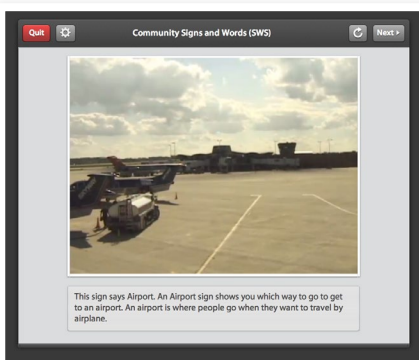 Quit
Community Signs and Words (SWS)
Next
This sign says Airport. An Airport sign shows you which way to go to get
to an airport. An airport is where people go when they want to travel by
airplane.